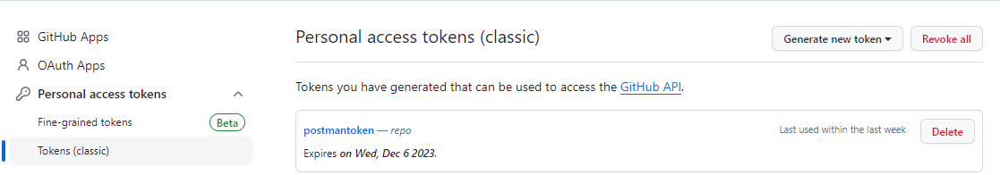 GitHub Apps
OAuth Apps
Personal access tokens
Fine-grained tokens
Beta
Tokens (classic)
Personal access tokens (classic)
Generate new token
Revoke all
Tokens you have generated that can be used to access the GitHub API.
postmantoken — repo
Last used within the last week
Delete
Expires on Wed, Dec 6 2023.